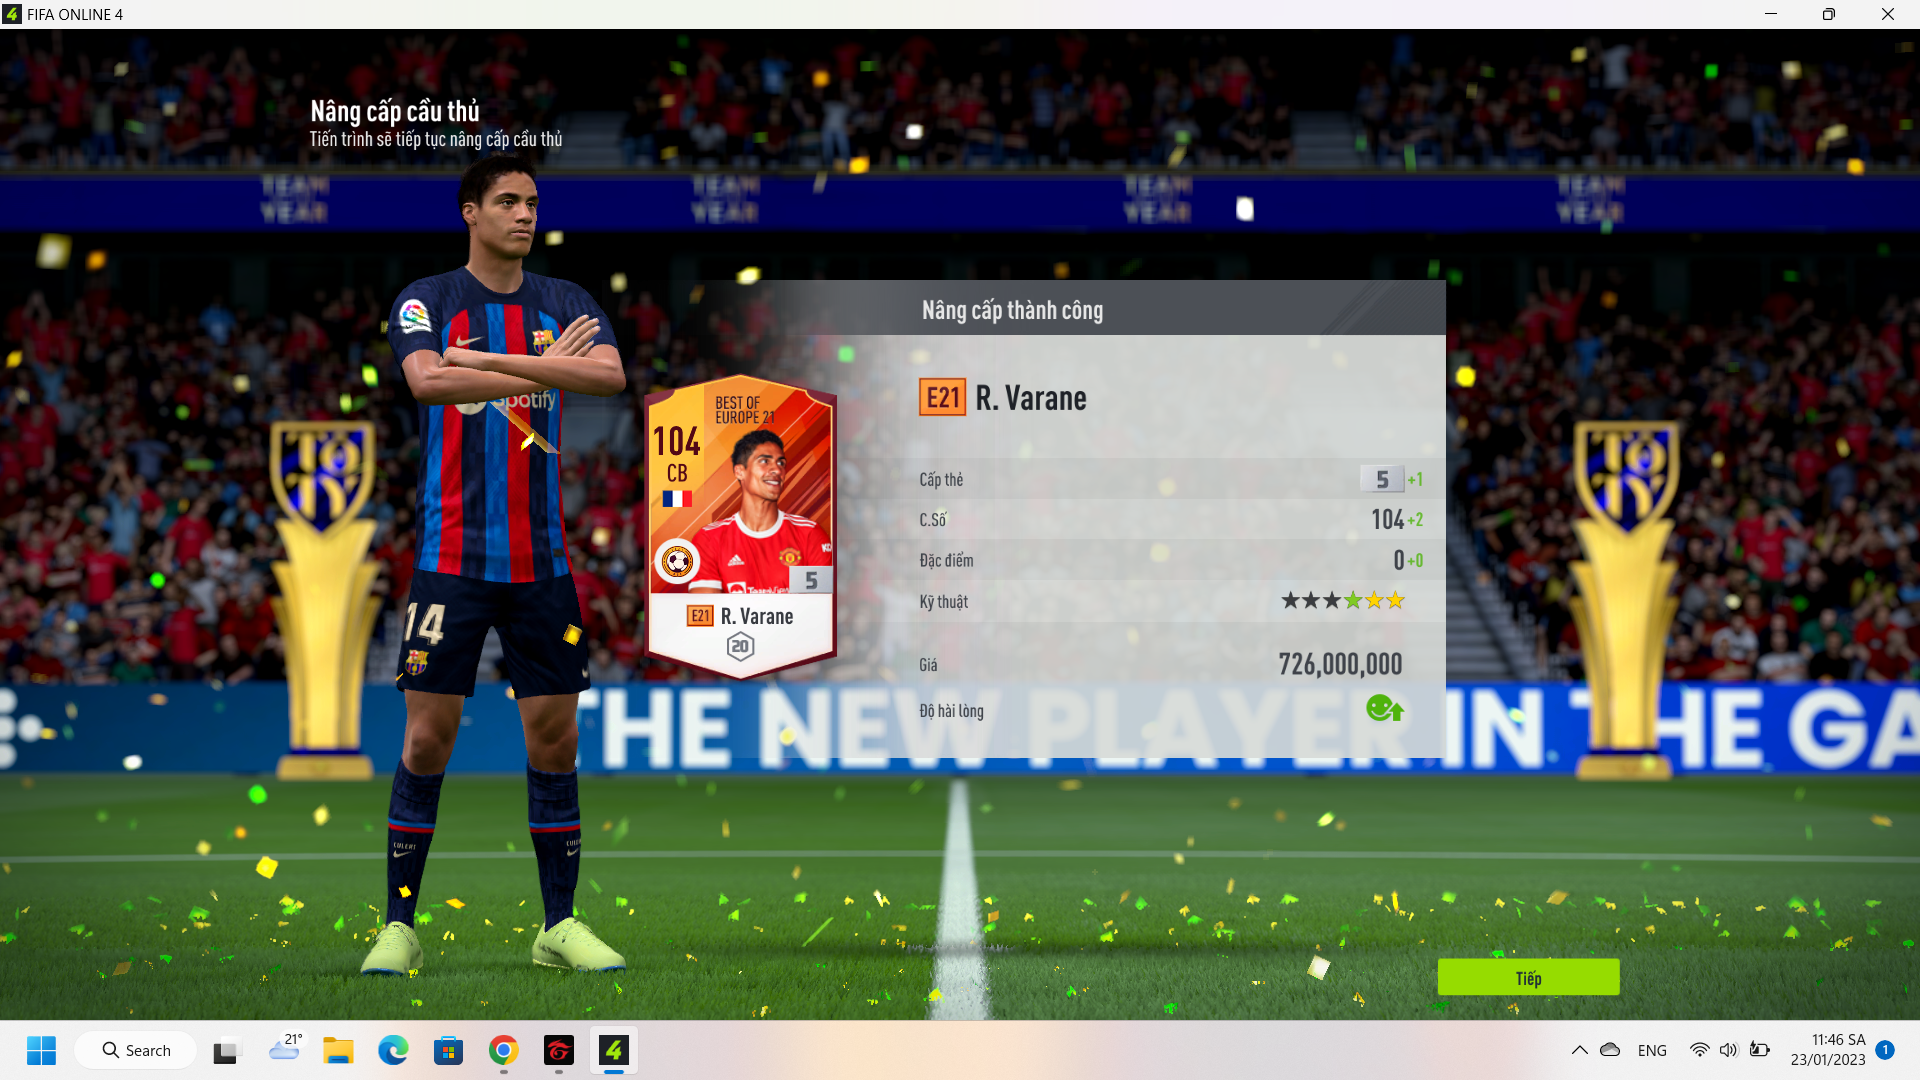 FIFA ONLINE 4
Nâng cấp cầu thủ
Tiến trình sẽ tiếp tục nâng cấp cầu thủ
TEAM
YEAR
TEAM
YEAR
TEAM
YEAR
TEAM
YEAR
Nâng cấp thành công
E21 R. Varane
BEST OF
EUROPE 21
104
CB
5
E21 R. Varane
20
Cấp thẻ 5 +1
C.Số 104 +2
Đặc điểm 0 +0
Kỹ thuật
Giá 726,000,000
Độ hài lòng
Spotify
14
THE NEW PLAYER IN THE GA
CULERS
Tiếp
Search
21°
ENG
11:46 SA
23/01/2023
1